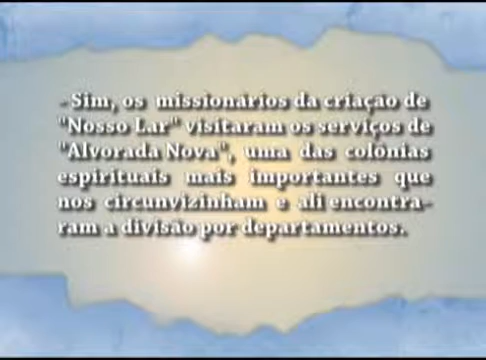 - Sim, os missionários da criação de
"Nosso Lar" visitaram os serviços de
"Alvorada Nova", uma das colônias
espirituais mais importantes que
nos circunvizinham e ali encontra-
ram a divisão por departamentos.